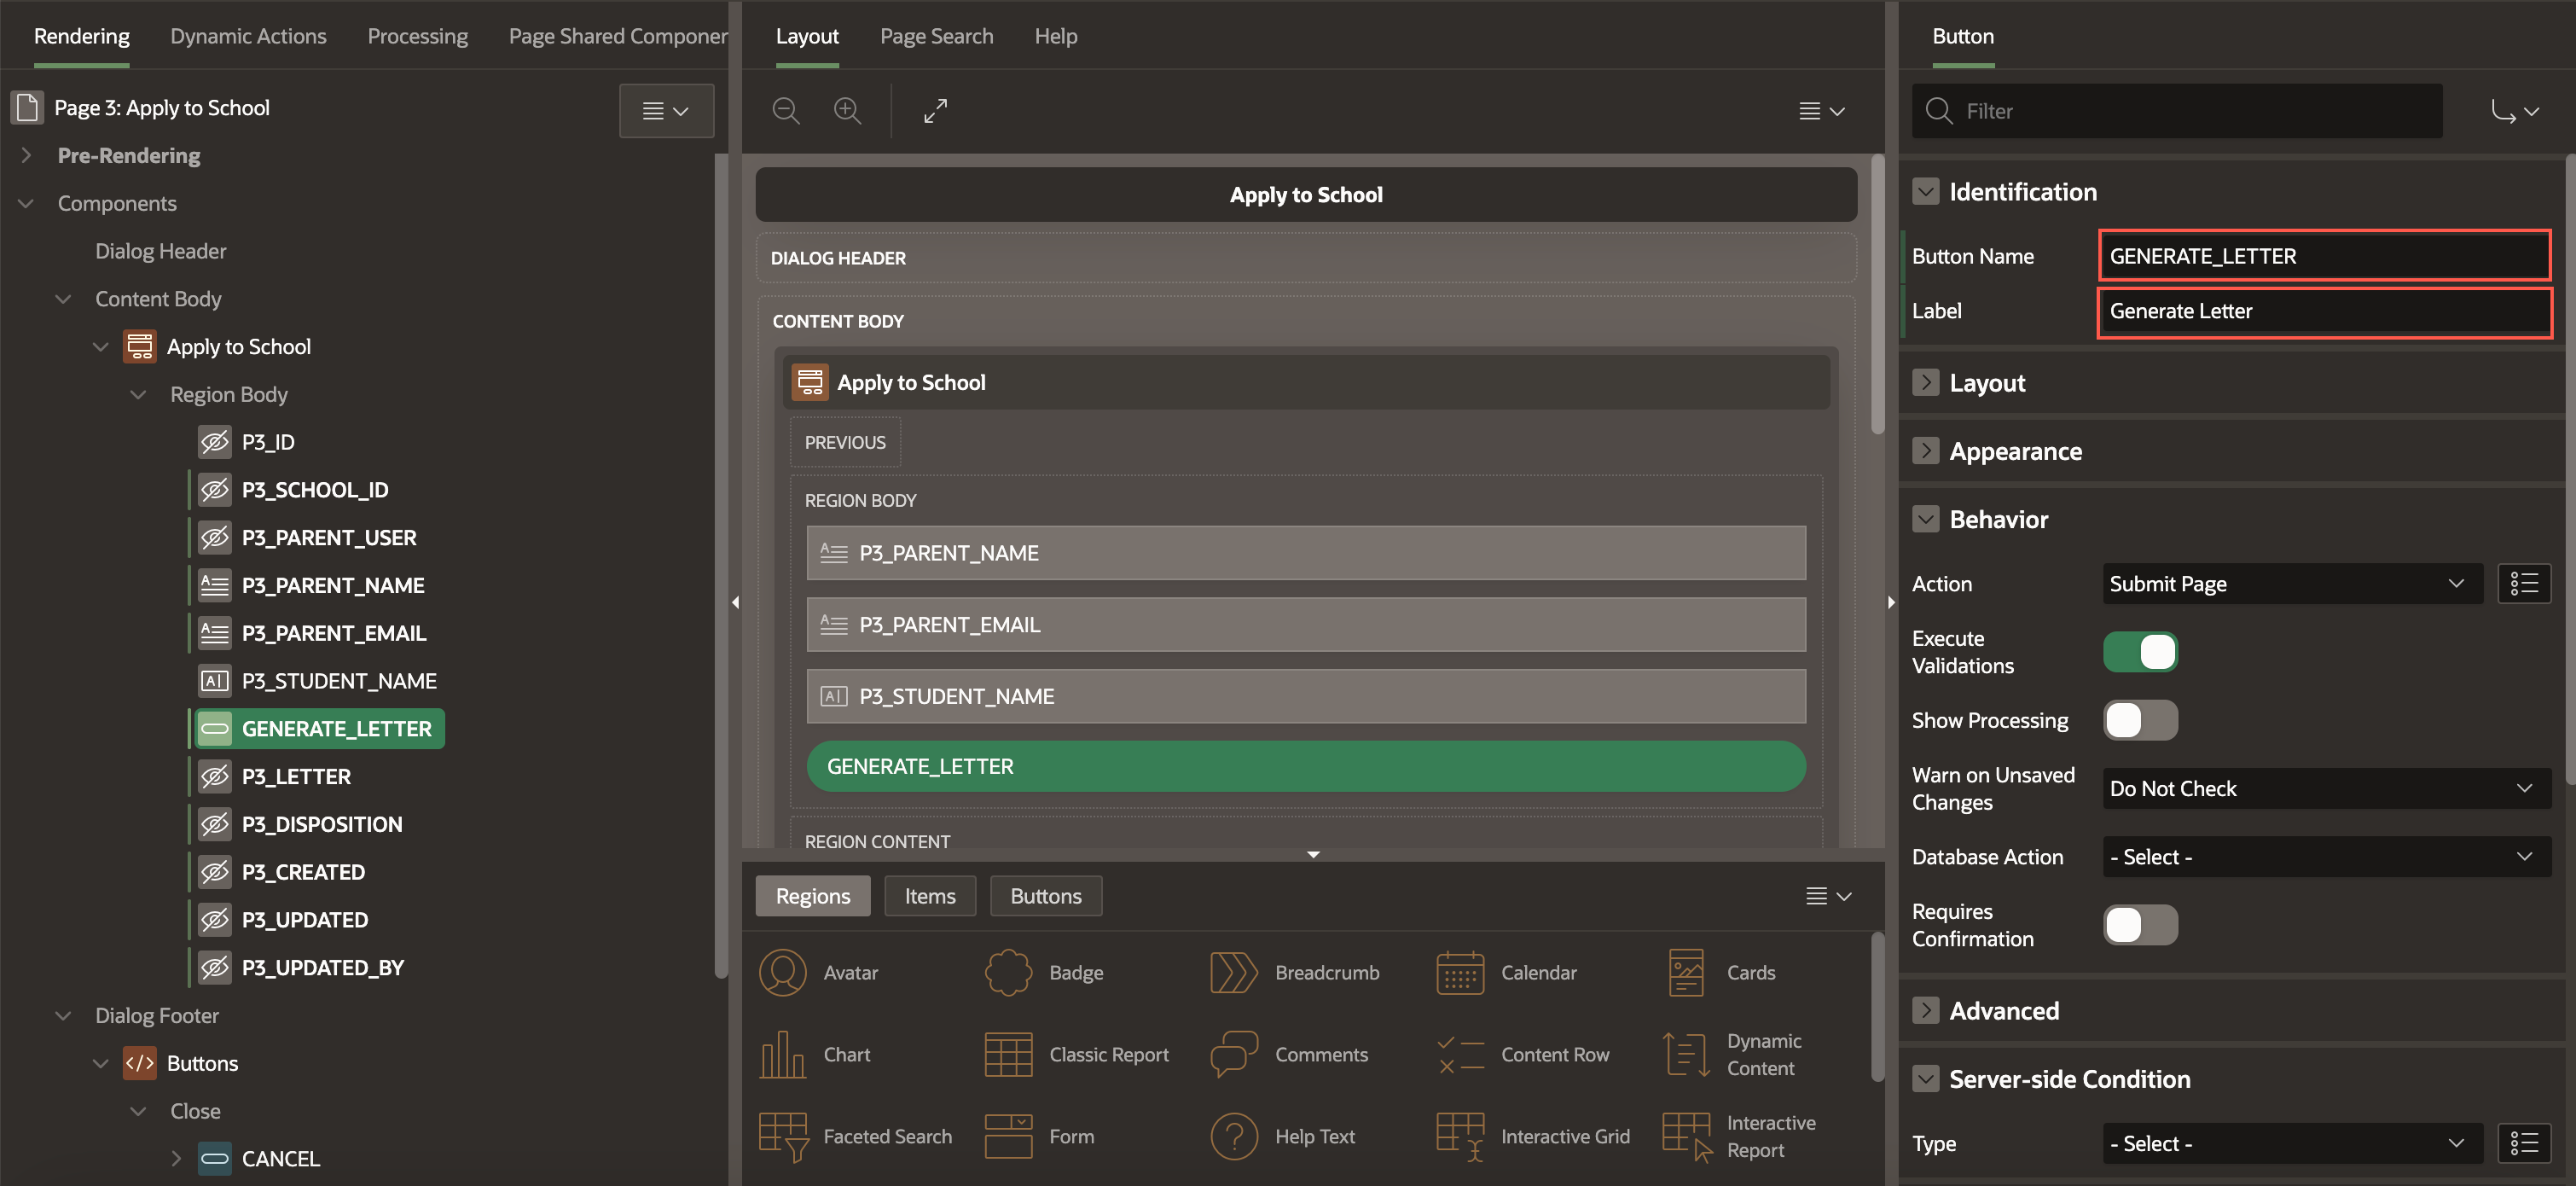 Rendering
Dynamic Actions
Processing
Page Shared Componer
Page 3: Apply to School
Pre-Rendering
Components
Dialog Header
Content Body
Apply to School
Region Body
P3_ID
P3_SCHOOL_ID
P3_PARENT_USER
P3_PARENT_NAME
P3_PARENT_EMAIL
P3_STUDENT_NAME
GENERATE_LETTER
P3_LETTER
P3_DISPOSITION
P3_CREATED
P3_UPDATED
P3_UPDATED_BY
Dialog Footer
Buttons
Close
CANCEL
Layout
Page Search
Help
Apply to School
DIALOG HEADER
CONTENT BODY
Apply to School
PREVIOUS
REGION BODY
P3_PARENT_NAME
P3_PARENT_EMAIL
P3_STUDENT_NAME
GENERATE_LETTER
REGION CONTENT
Regions
Items
Buttons
Avatar
Badge
Breadcrumb
Calendar
Cards
Chart
Classic Report
Comments
Content Row
Dynamic
Content
Faceted Search
Form
Help Text
Interactive Grid
Interactive
Report
Button
Filter
Identification
Button Name
GENERATE_LETTER
Label
Generate Letter
Layout
Appearance
Behavior
Action
Submit Page
Execute
Validations
Show Processing
Warn on Unsaved
Changes
Do Not Check
Database Action
- Select -
Requires
Confirmation
Advanced
Server-side Condition
Type
- Select -